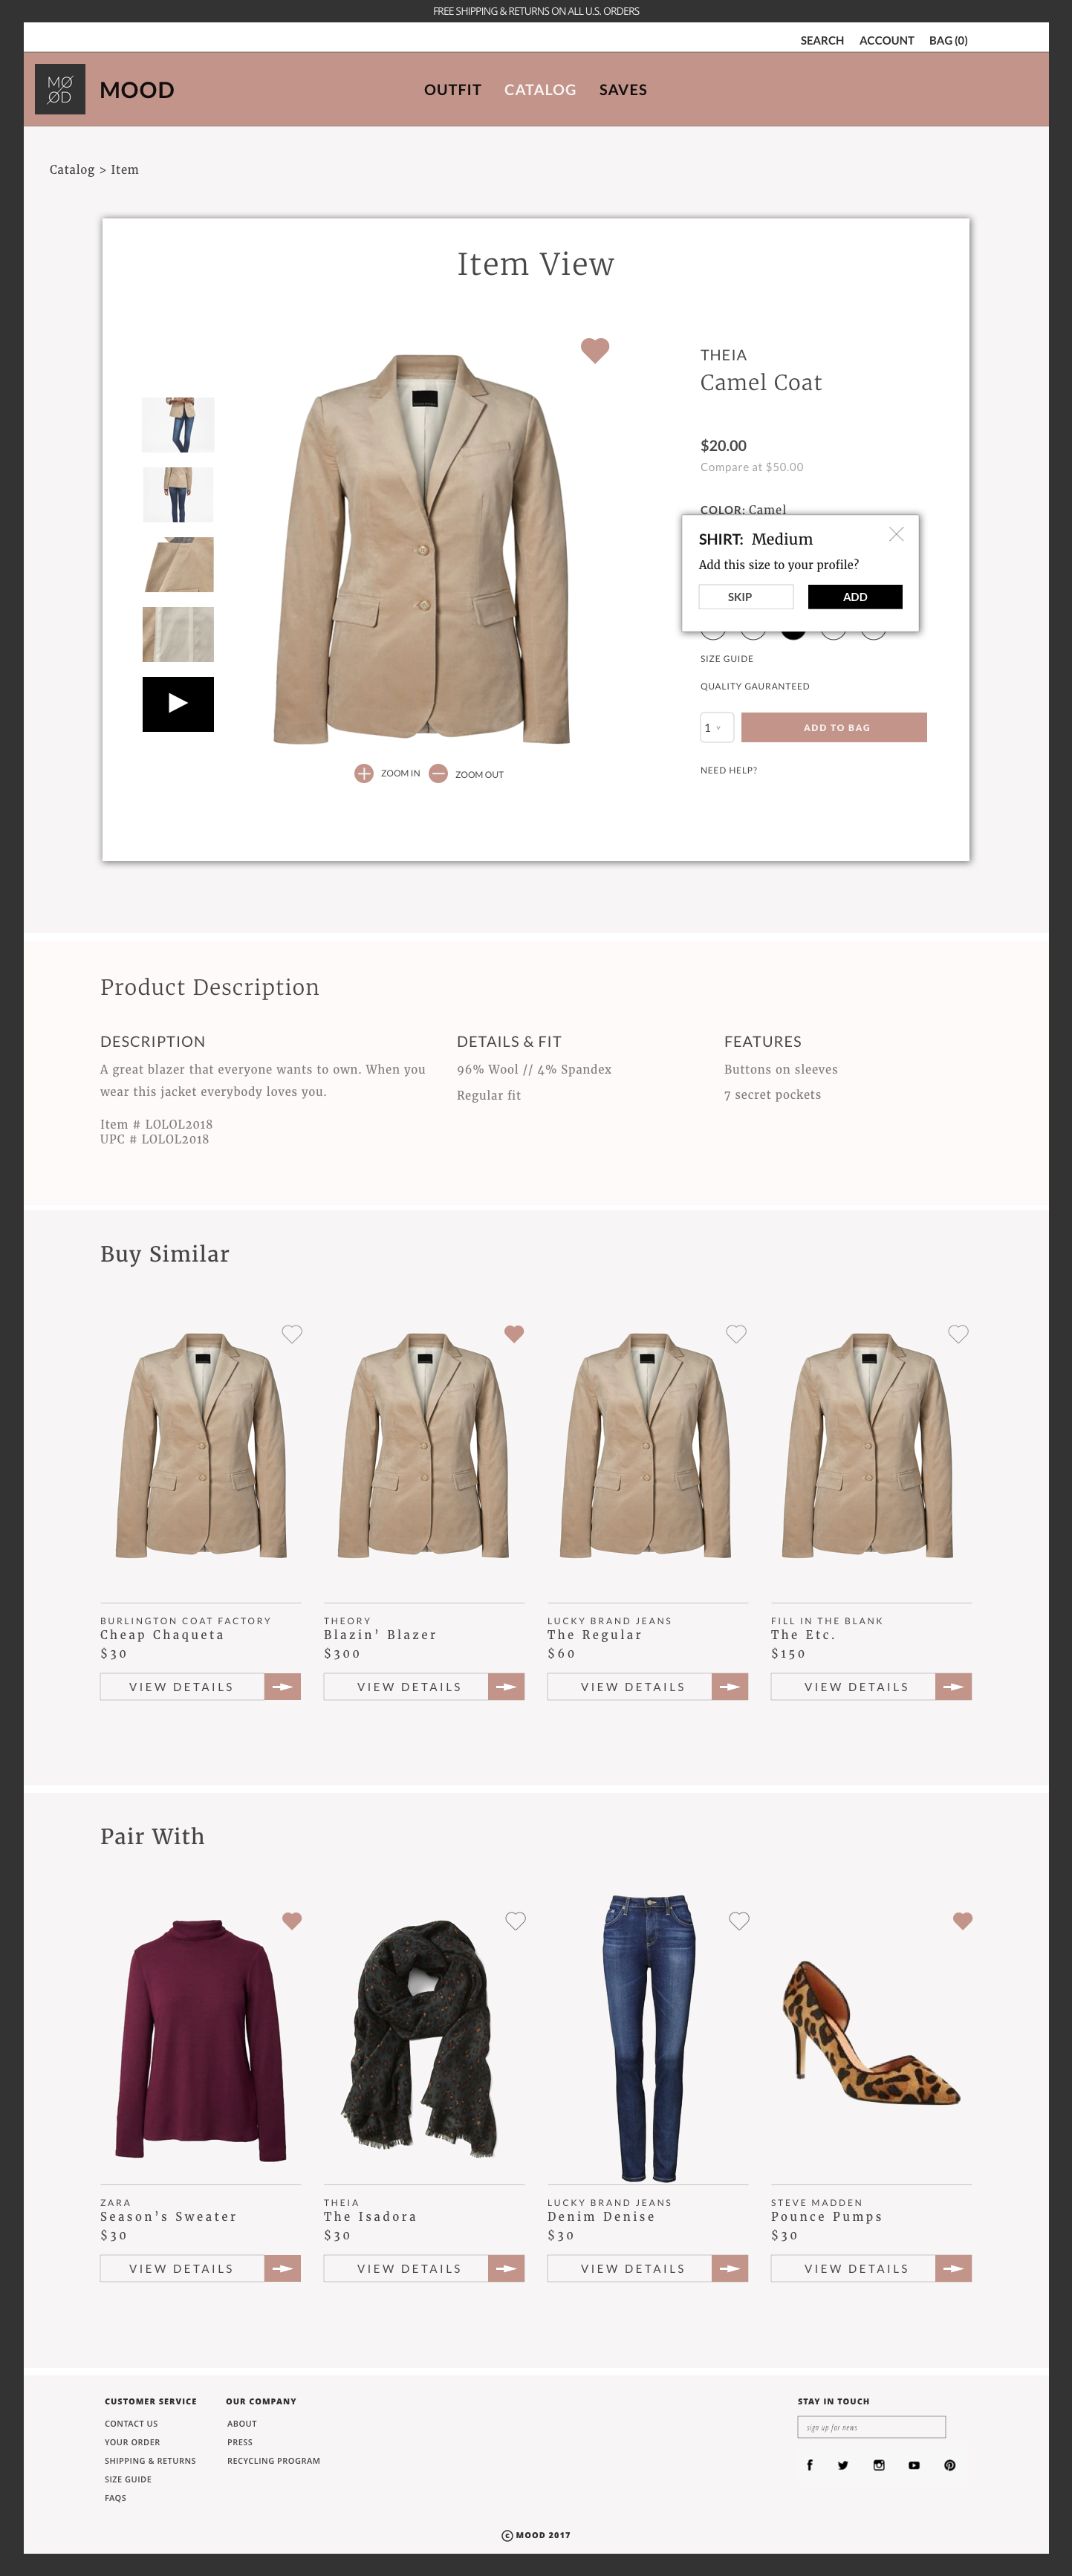 FREE SHIPPING & RETURNS ON ALL U.S. ORDERS
SEARCH ACCOUNT BAG (0)
MØ
ØD
MOOD
OUTFIT CATALOG SAVES
Catalog > Item
Item View
THEIA
Camel Coat
$20.00
Compare at $50.00
COLOR: Camel
SHIRT: Medium
Add this size to your profile?
SKIP ADD
SIZE GUIDE
QUALITY GAURANTEED
1 ADD TO BAG
NEED HELP?
ZOOM IN ZOOM OUT
Product Description
DESCRIPTION
A great blazer that everyone wants to own. When you
wear this jacket everybody loves you.
Item # LOLOL2018
UPC # LOLOL2018
DETAILS & FIT
96% Wool // 4% Spandex
Regular fit
FEATURES
Buttons on sleeves
7 secret pockets
Buy Similar
BURLINGTON COAT FACTORY
Cheap Chaqueta
$30
VIEW DETAILS
THEORY
Blazin’ Blazer
$300
VIEW DETAILS
LUCKY BRAND JEANS
The Regular
$60
VIEW DETAILS
FILL IN THE BLANK
The Etc.
$150
VIEW DETAILS
Pair With
ZARA
Season’s Sweater
$30
VIEW DETAILS
THEIA
The Isadora
$30
VIEW DETAILS
LUCKY BRAND JEANS
Denim Denise
$30
VIEW DETAILS
STEVE MADDEN
Pounce Pumps
$30
VIEW DETAILS
CUSTOMER SERVICE
CONTACT US
YOUR ORDER
SHIPPING & RETURNS
SIZE GUIDE
FAQS
OUR COMPANY
ABOUT
PRESS
RECYCLING PROGRAM
STAY IN TOUCH
sign up for news
© MOOD 2017